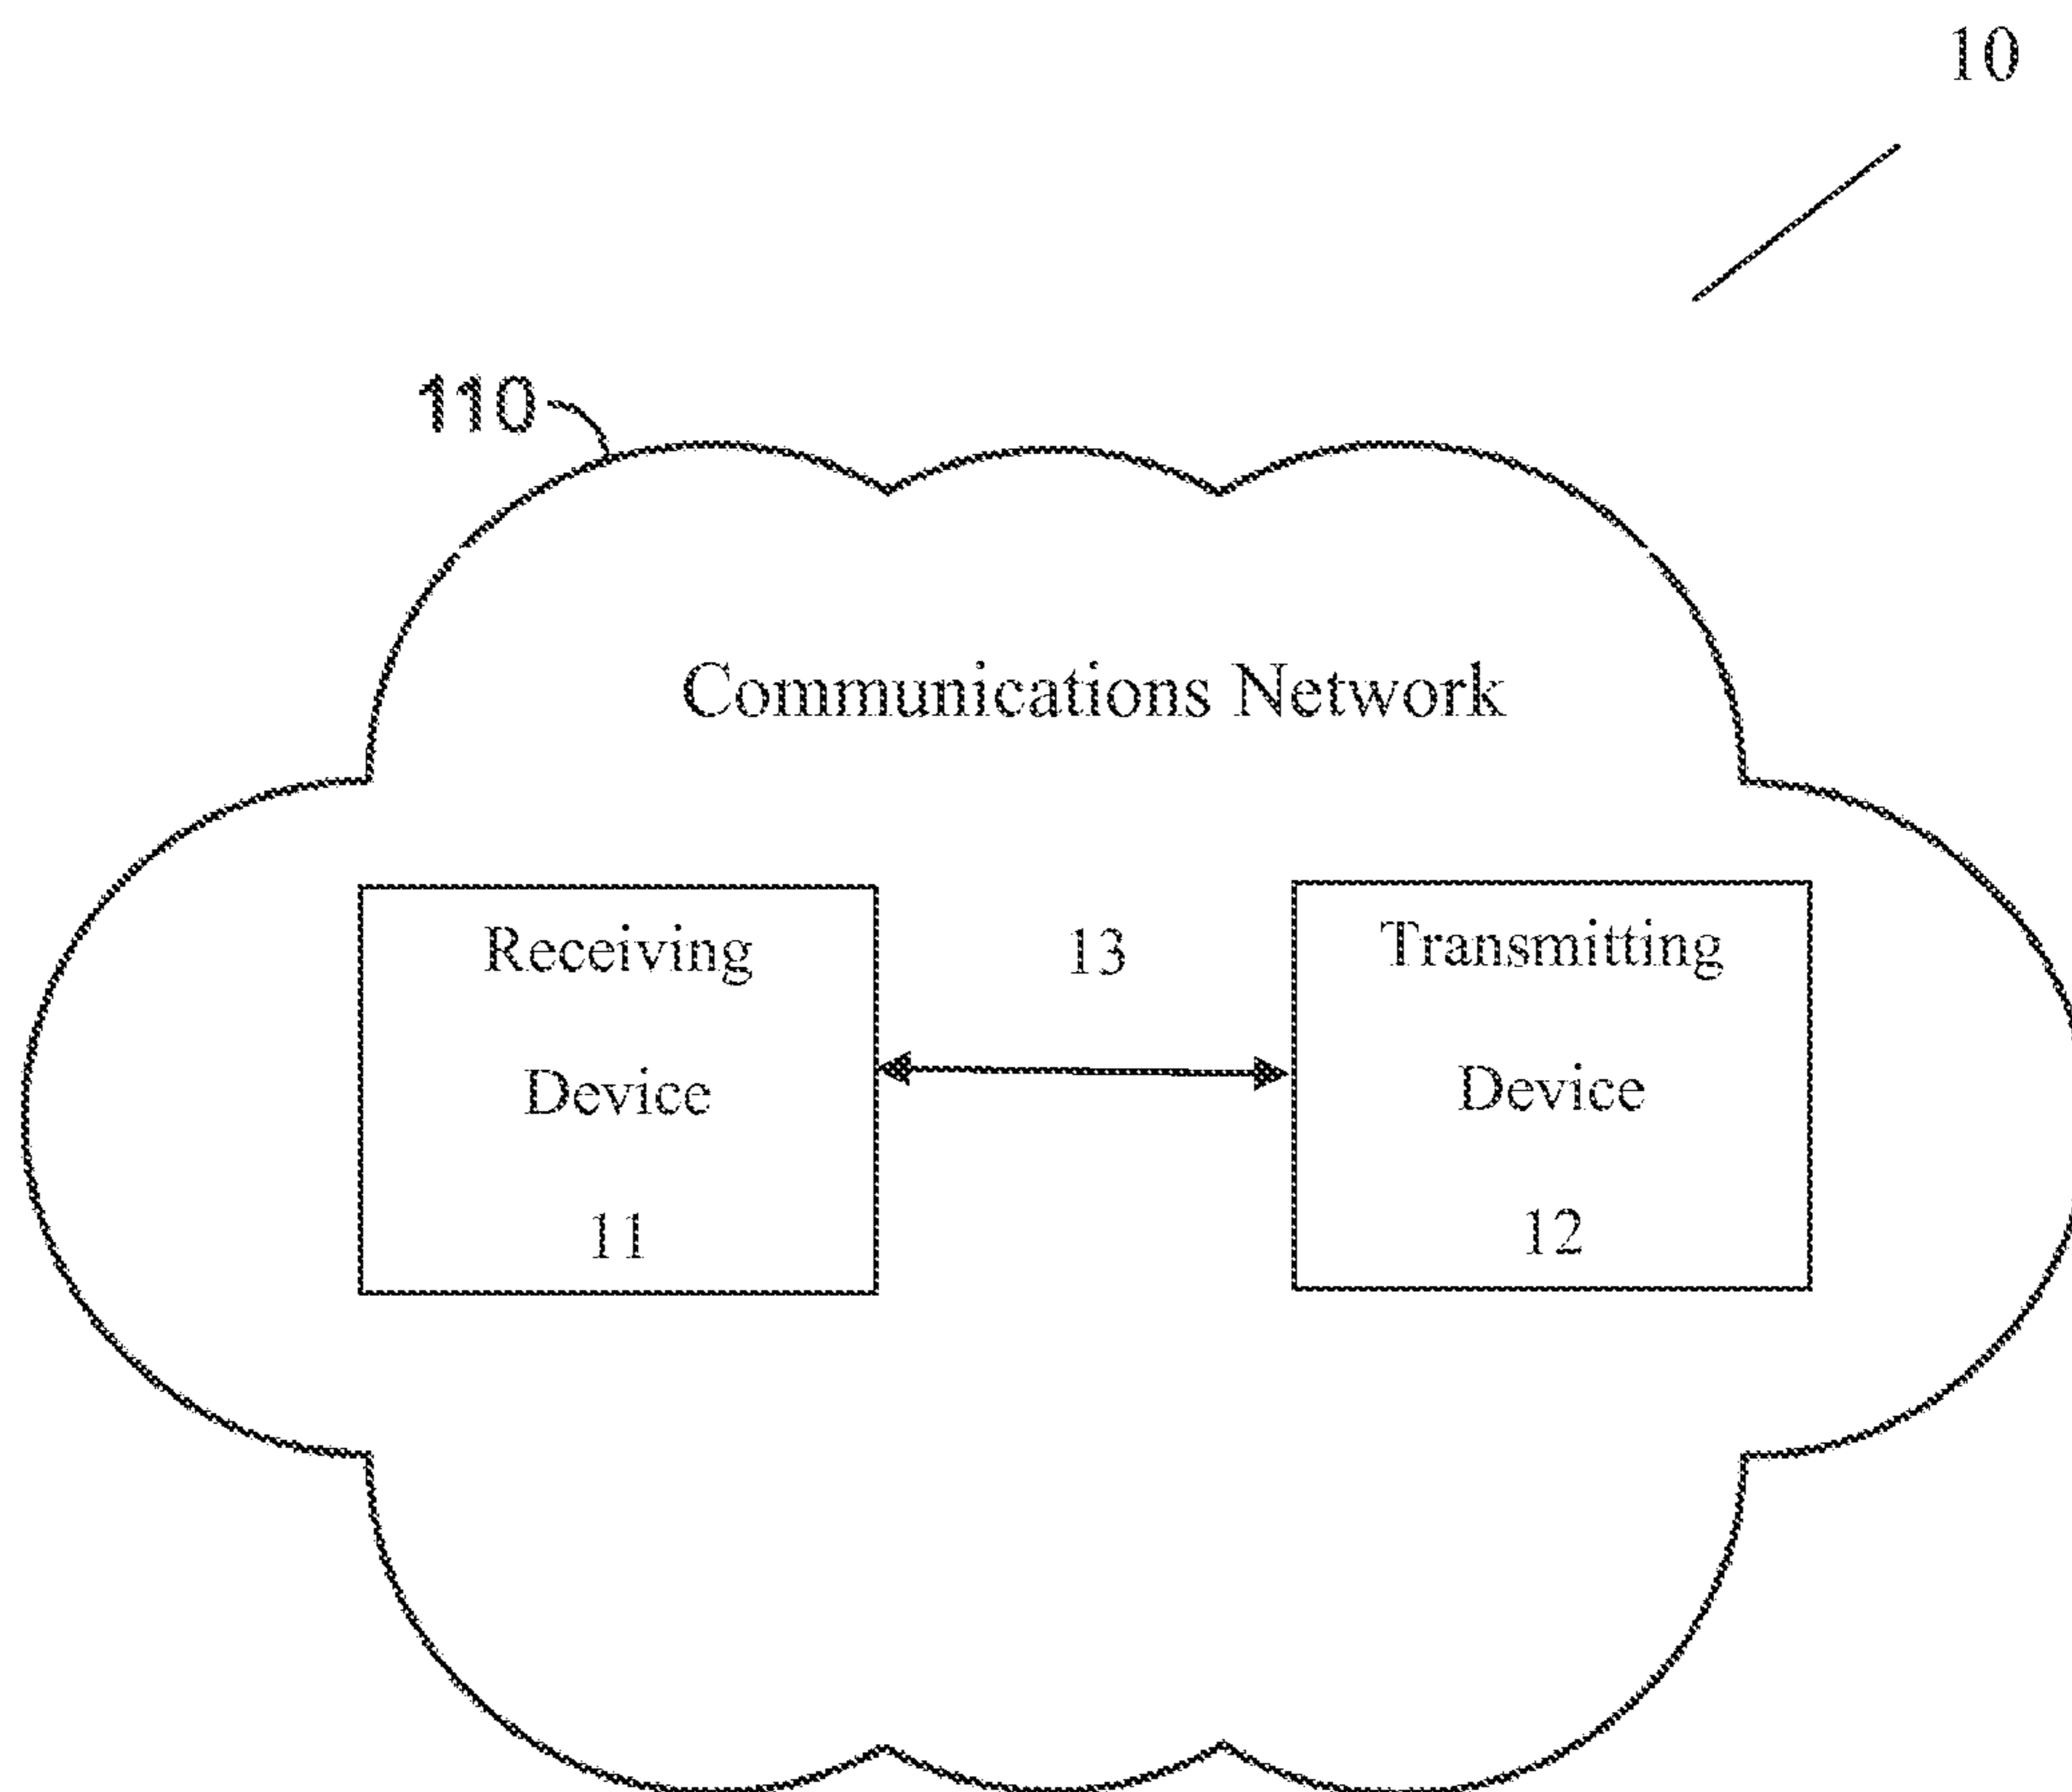 10
110
Communications Network
Receiving
Device
11
13
Transmitting
Device
12